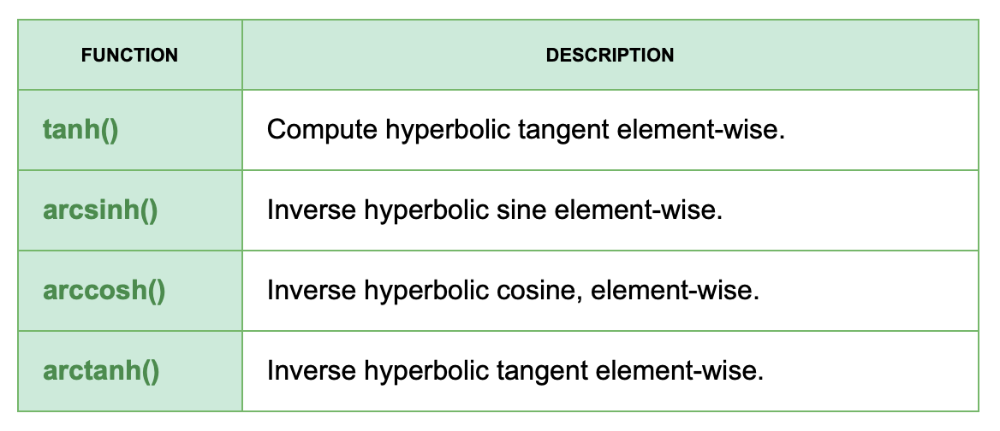 FUNCTION DESCRIPTION
tanh() Compute hyperbolic tangent element-wise.
arcsinh() Inverse hyperbolic sine element-wise.
arccosh() Inverse hyperbolic cosine, element-wise.
arctanh() Inverse hyperbolic tangent element-wise.